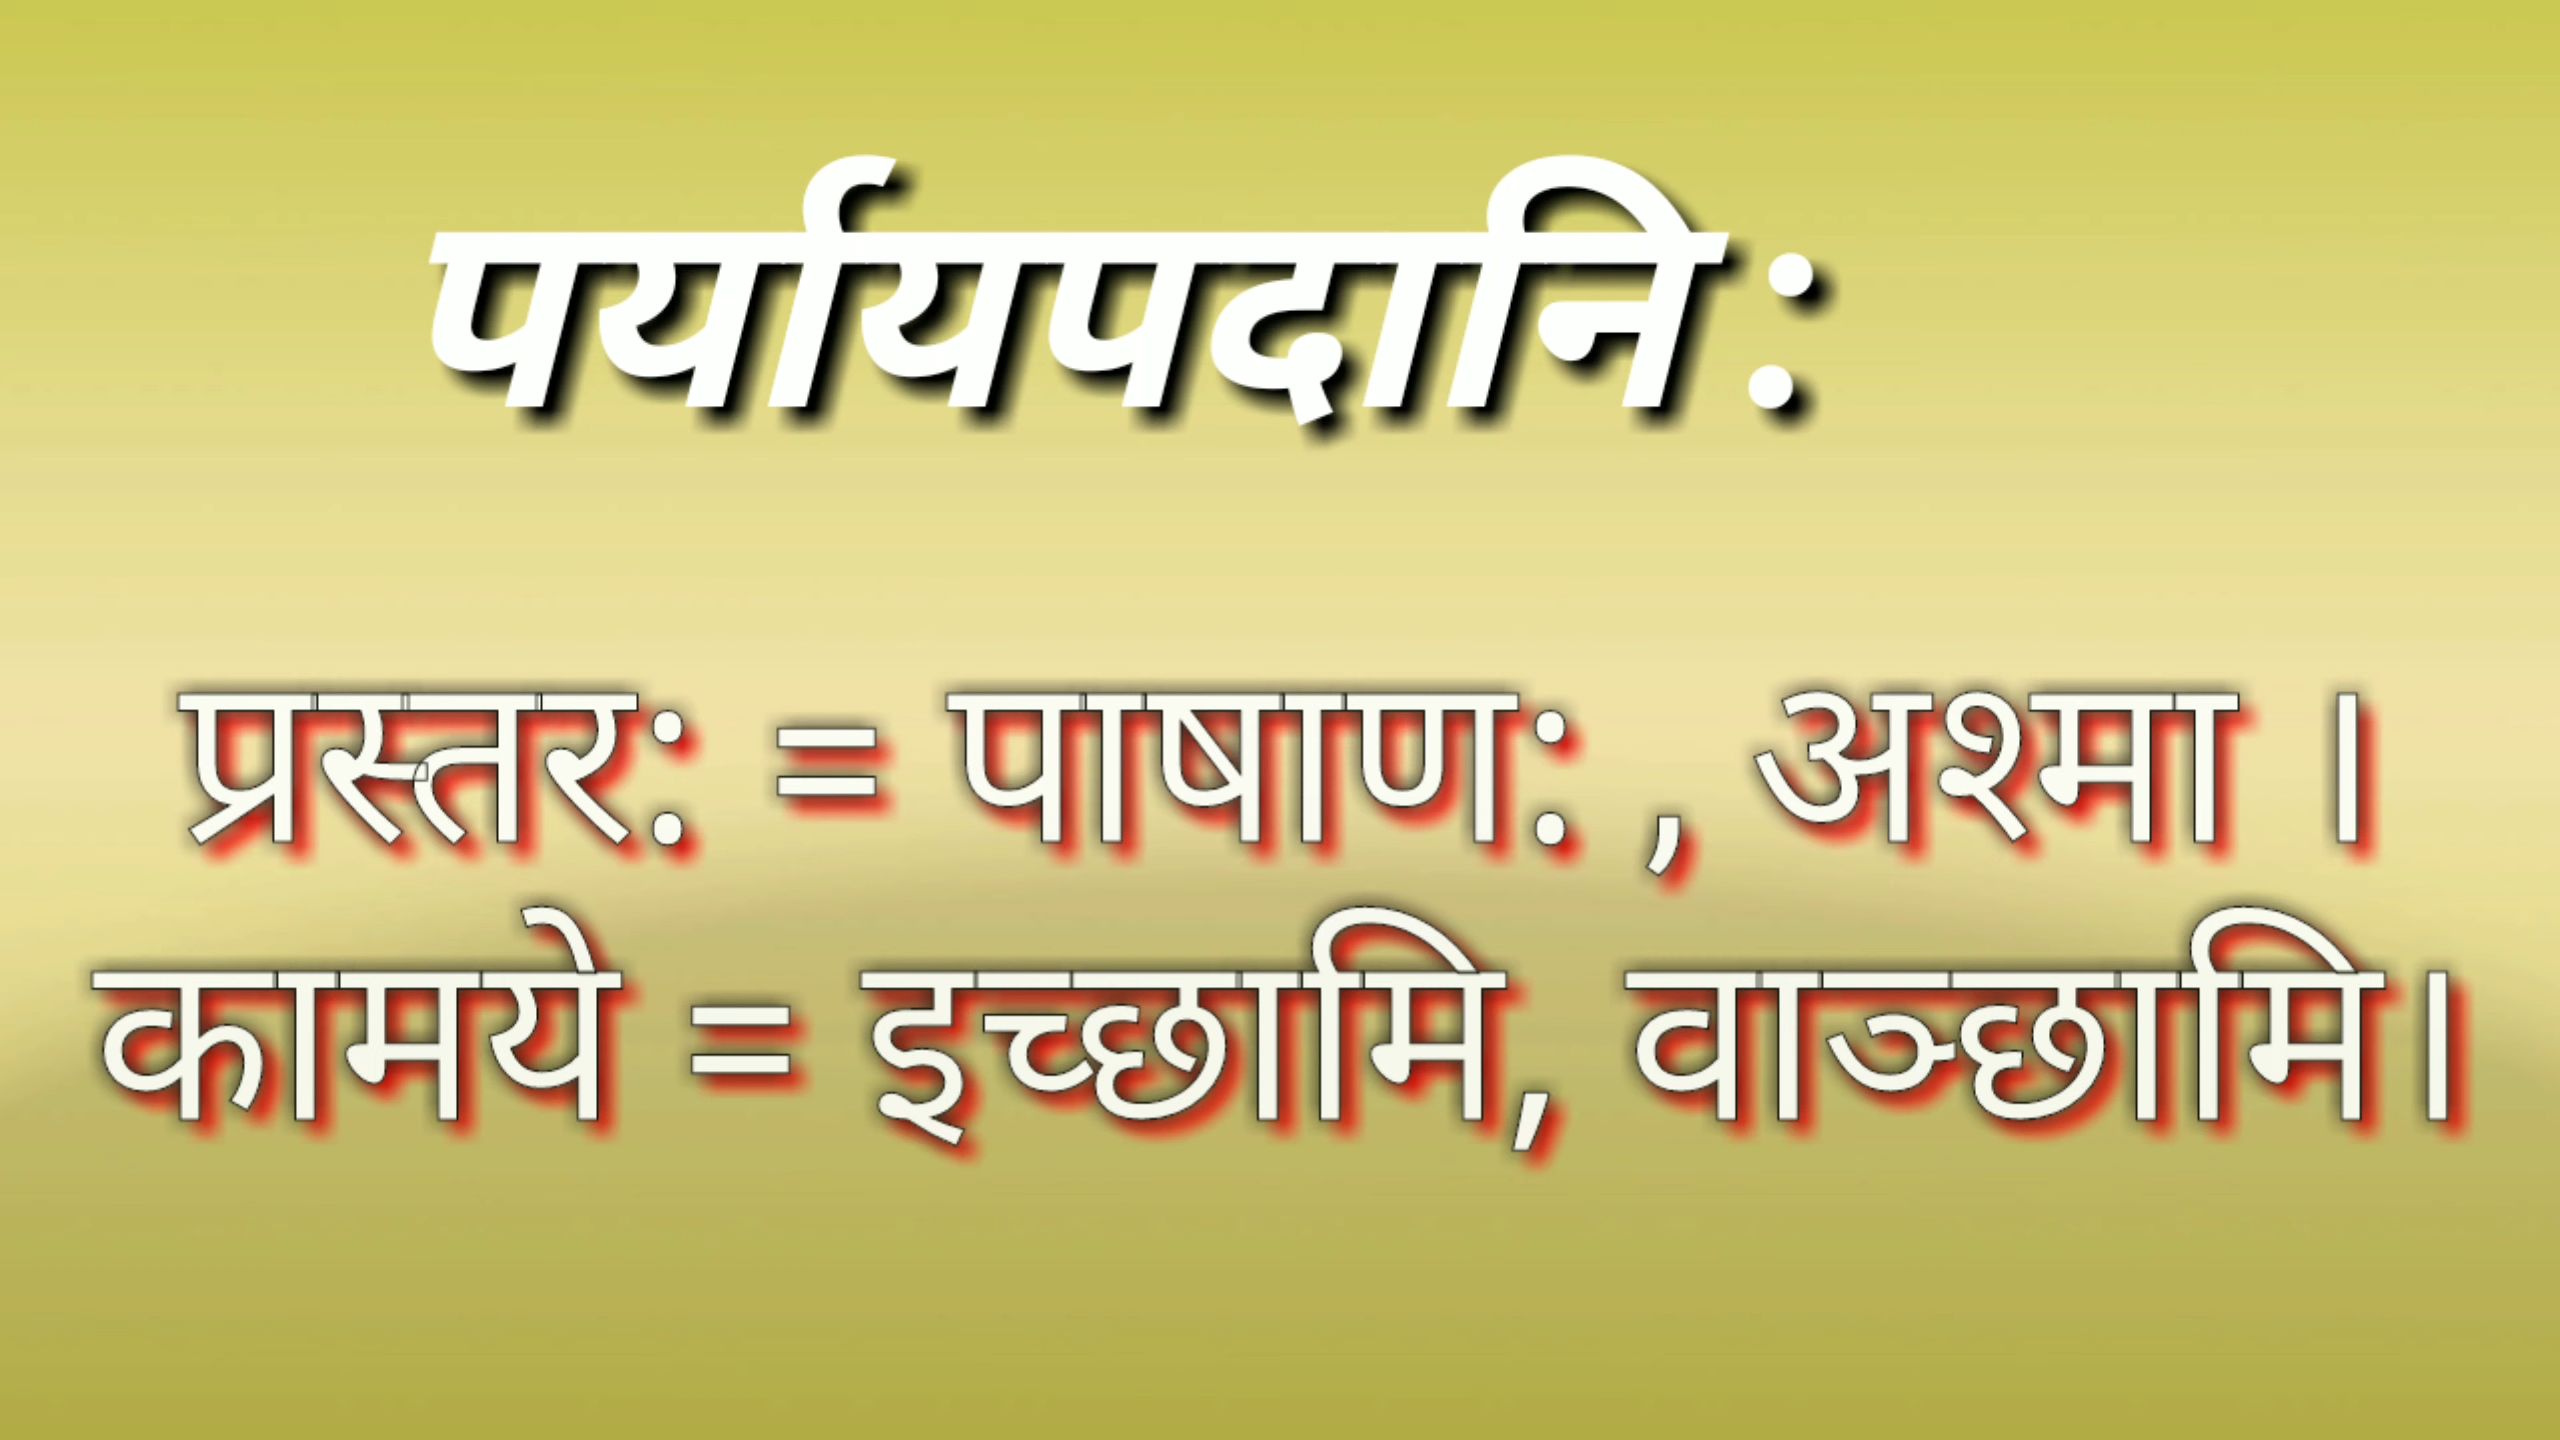 पर्यायपदानि :
प्रस्तर: = पाषाण: , अश्मा ।
कामये = इच्छामि, वाञ्छामि।